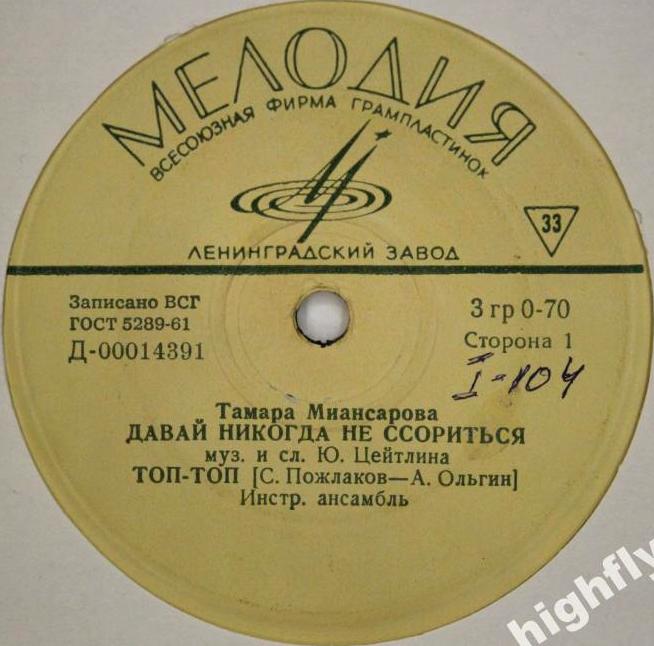 МЕЛОДИЯ
ВСЕСОЮЗНАЯ ФИРМА ГРАМПЛАСТИНОК
33
ЛЕНИНГРАДСКИЙ ЗАВОД
Записано ВСГ
ГОСТ 5289-61
Д-00014391
3 гр 0-70
Сторона 1
I-104
Тамара Миансарова
ДАВАЙ НИКОГДА НЕ ССОРИТЬСЯ
муз. и сл. Ю. Цейтлина
ТОП-ТОП [С. Пожлаков—А. Ольгин]
Инстр. ансамбль
highfly